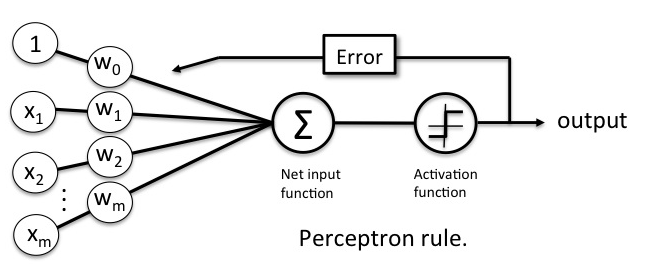 1
w0
Error
x1
w1
Σ
output
x2
w2
⋮
wm
xm
Net input
function
Activation
function
Perceptron rule.